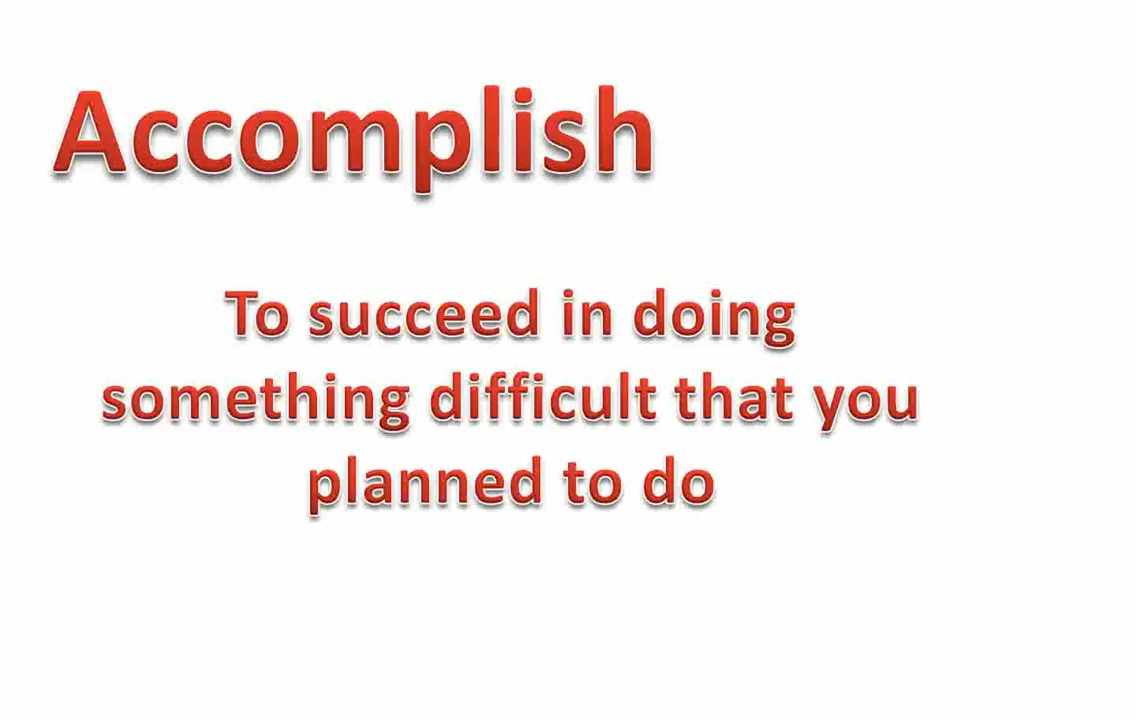 Accomplish
To succeed in doing
something difficult that you
planned to do